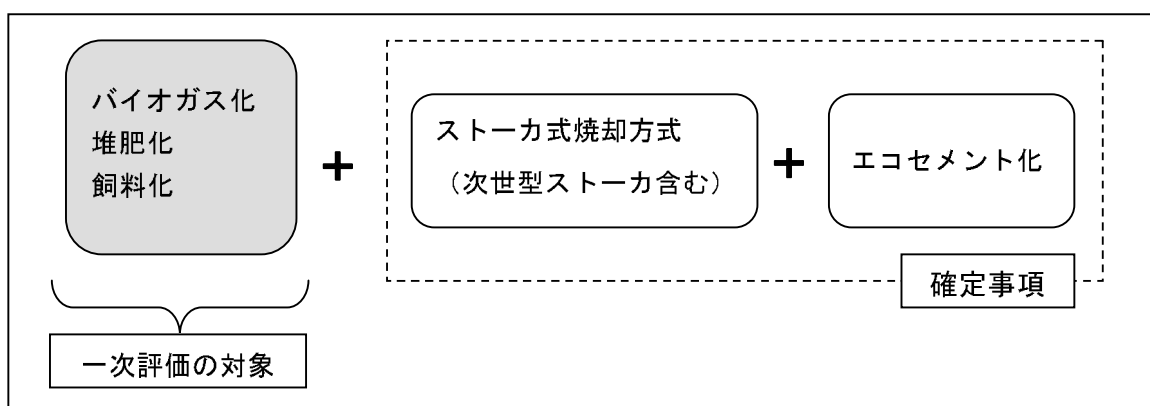 バイオガス化
堆肥化
飼料化
+
ストーカ式焼却方式
（次世型ストーカ含む）
+
エコセメント化
確定事項
一次評価の対象